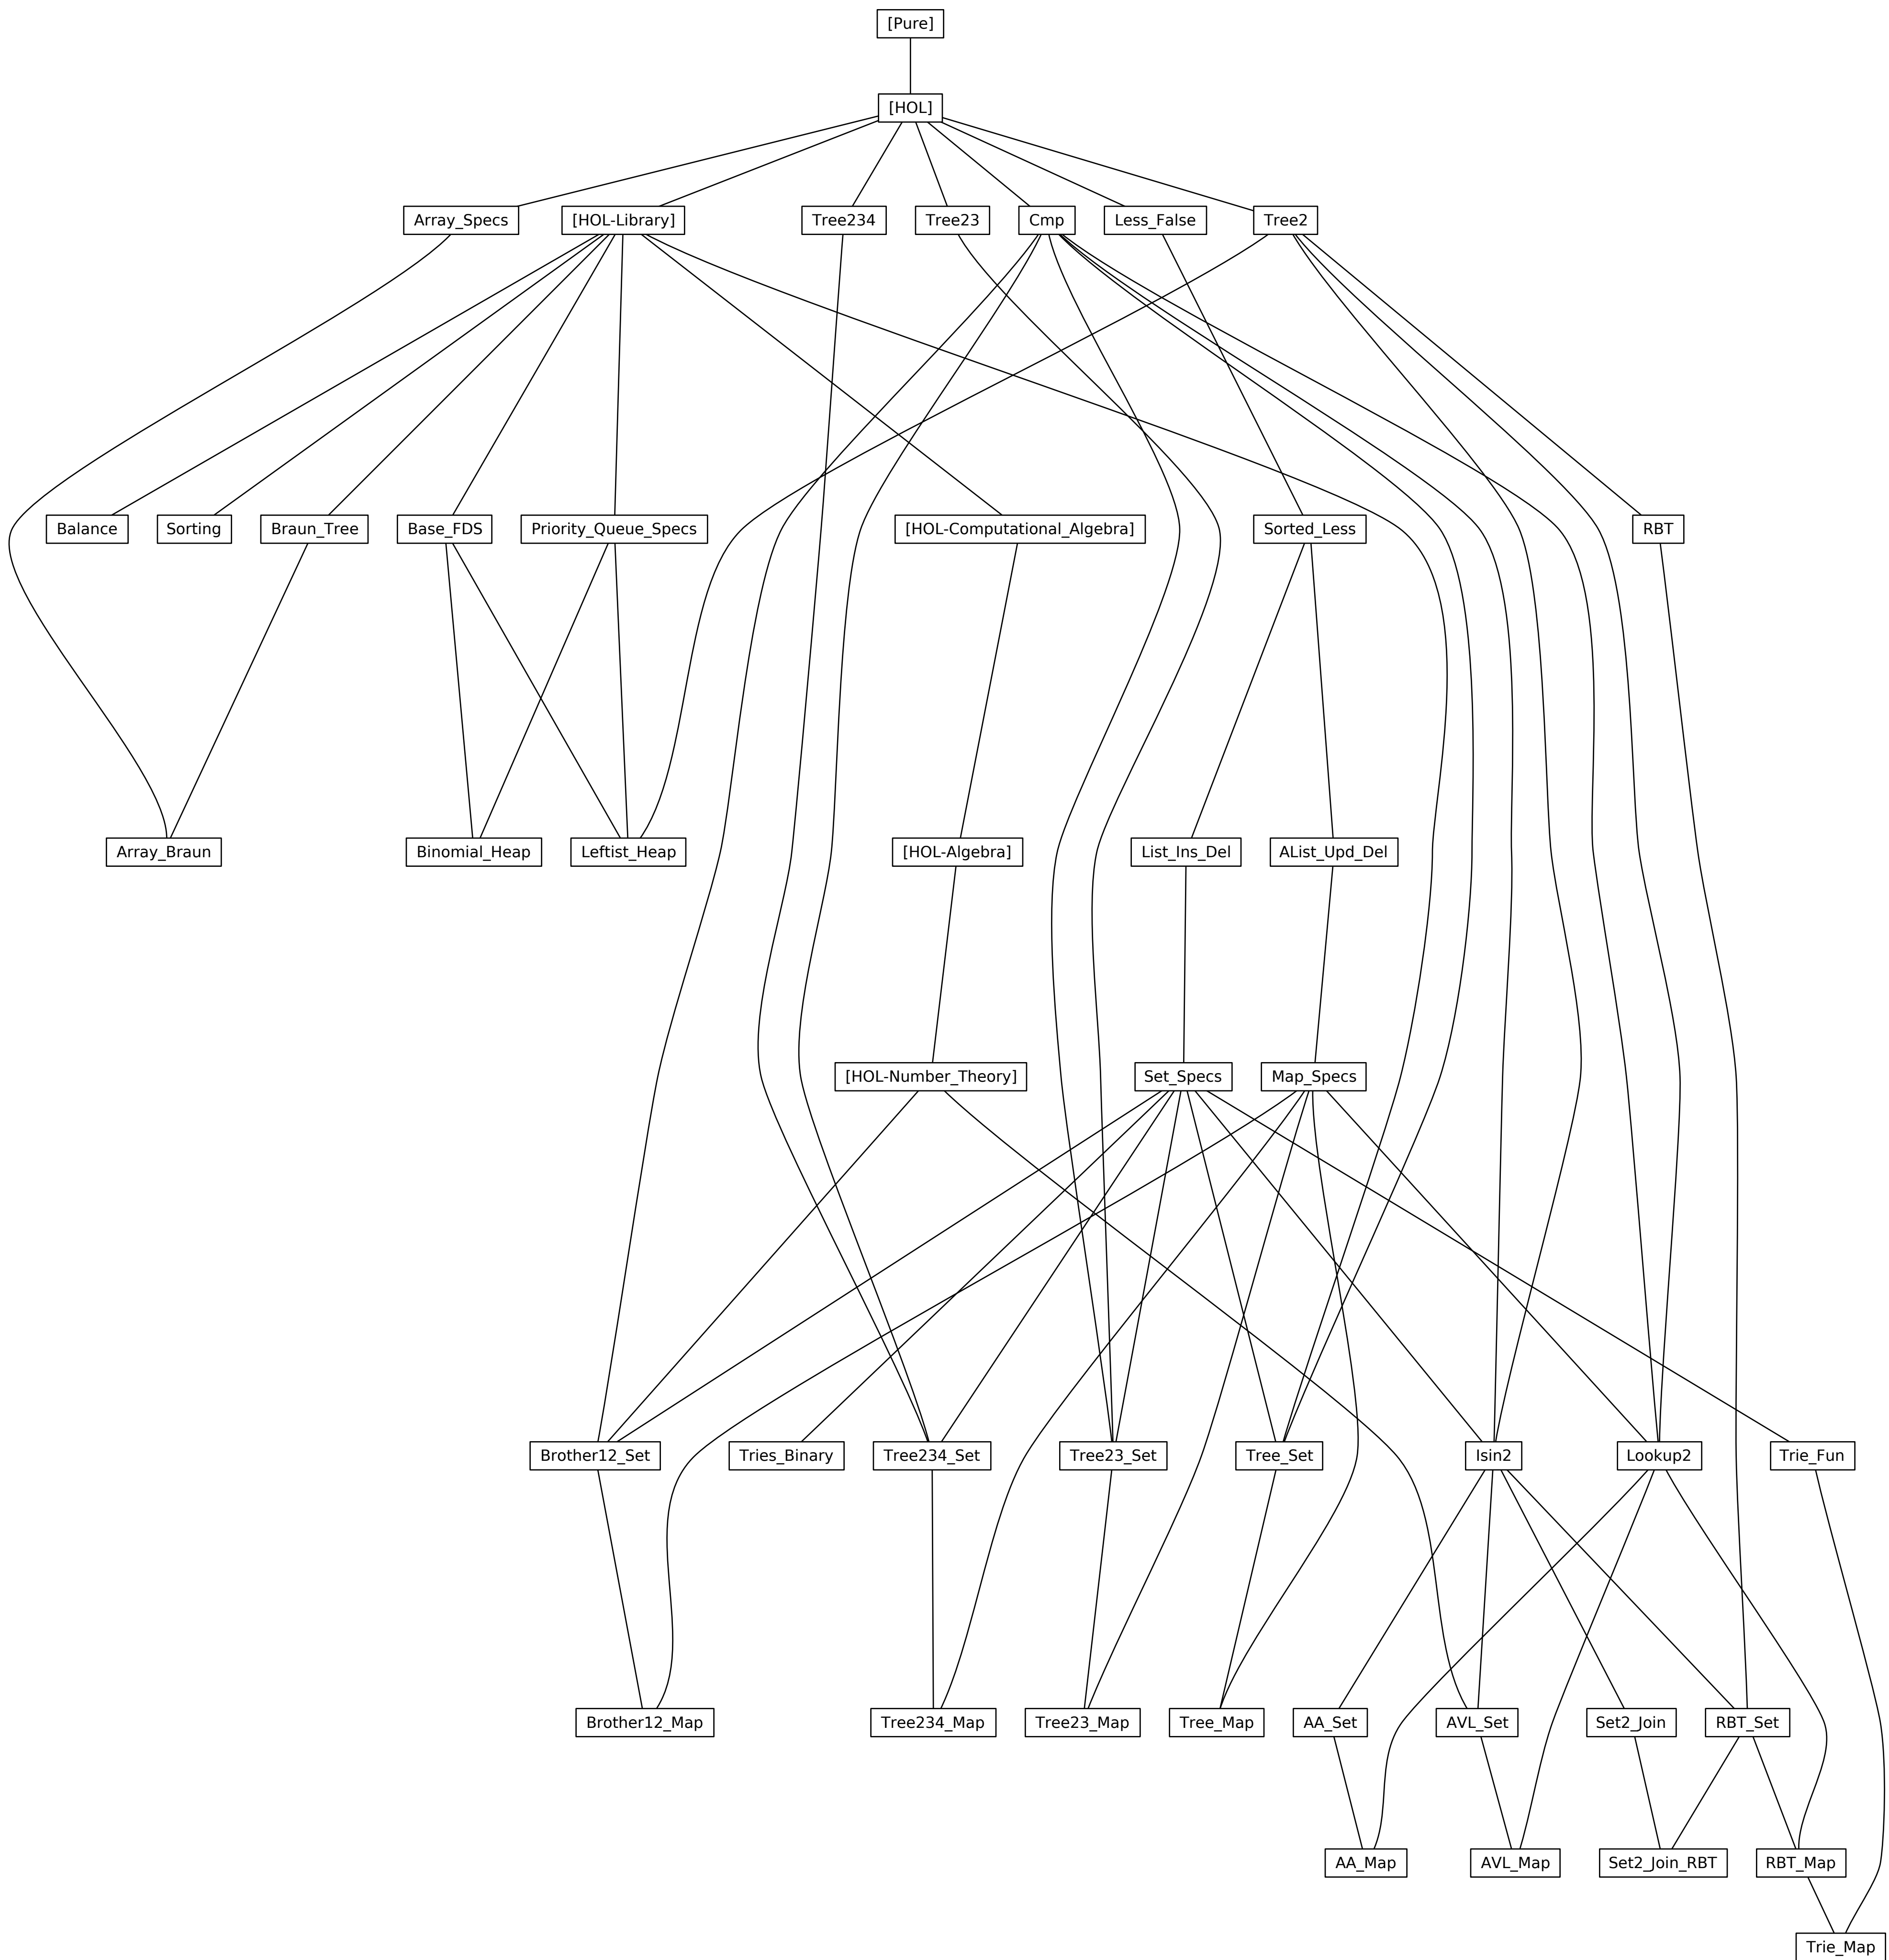 [Pure]
[HOL]
Array_Specs
[HOL-Library]
Tree234
Tree23
Cmp
Less_False
Tree2
Balance
Sorting
Braun_Tree
Base_FDS
Priority_Queue_Specs
[HOL-Computational_Algebra]
Sorted_Less
RBT
Array_Braun
Binomial_Heap
Leftist_Heap
[HOL-Algebra]
List_Ins_Del
AList_Upd_Del
[HOL-Number_Theory]
Set_Specs
Map_Specs
Brother12_Set
Tries_Binary
Tree234_Set
Tree23_Set
Tree_Set
Isin2
Lookup2
Trie_Fun
Brother12_Map
Tree234_Map
Tree23_Map
Tree_Map
AA_Set
AVL_Set
Set2_Join
RBT_Set
AA_Map
AVL_Map
Set2_Join_RBT
RBT_Map
Trie_Map